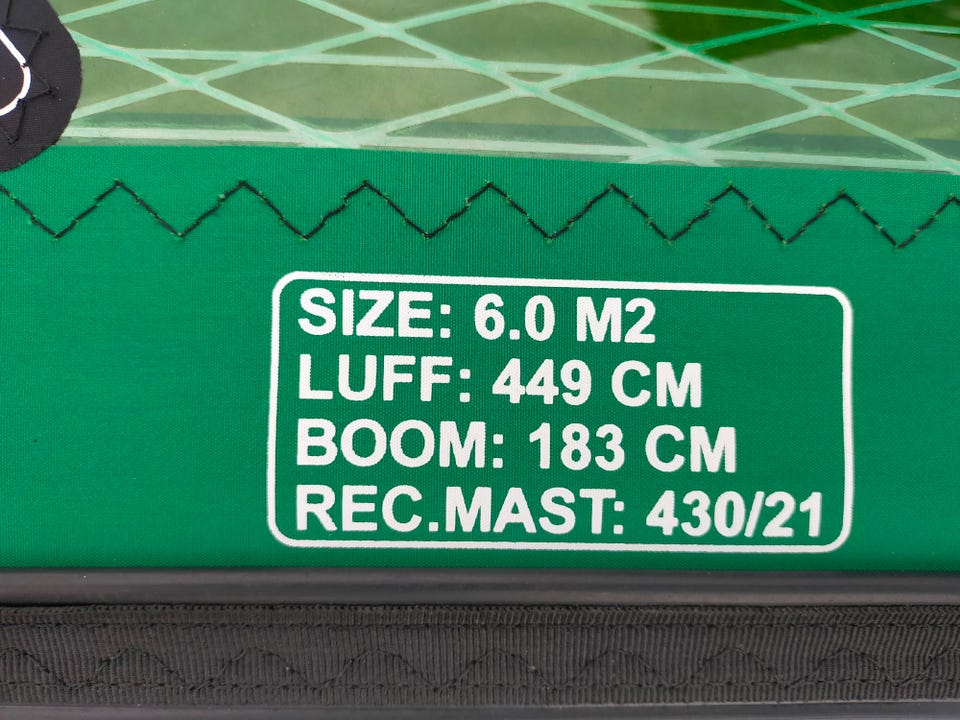 SIZE: 6.0 M2
LUFF: 449 CM
BOOM: 183 CM
REC.MAST: 430/21